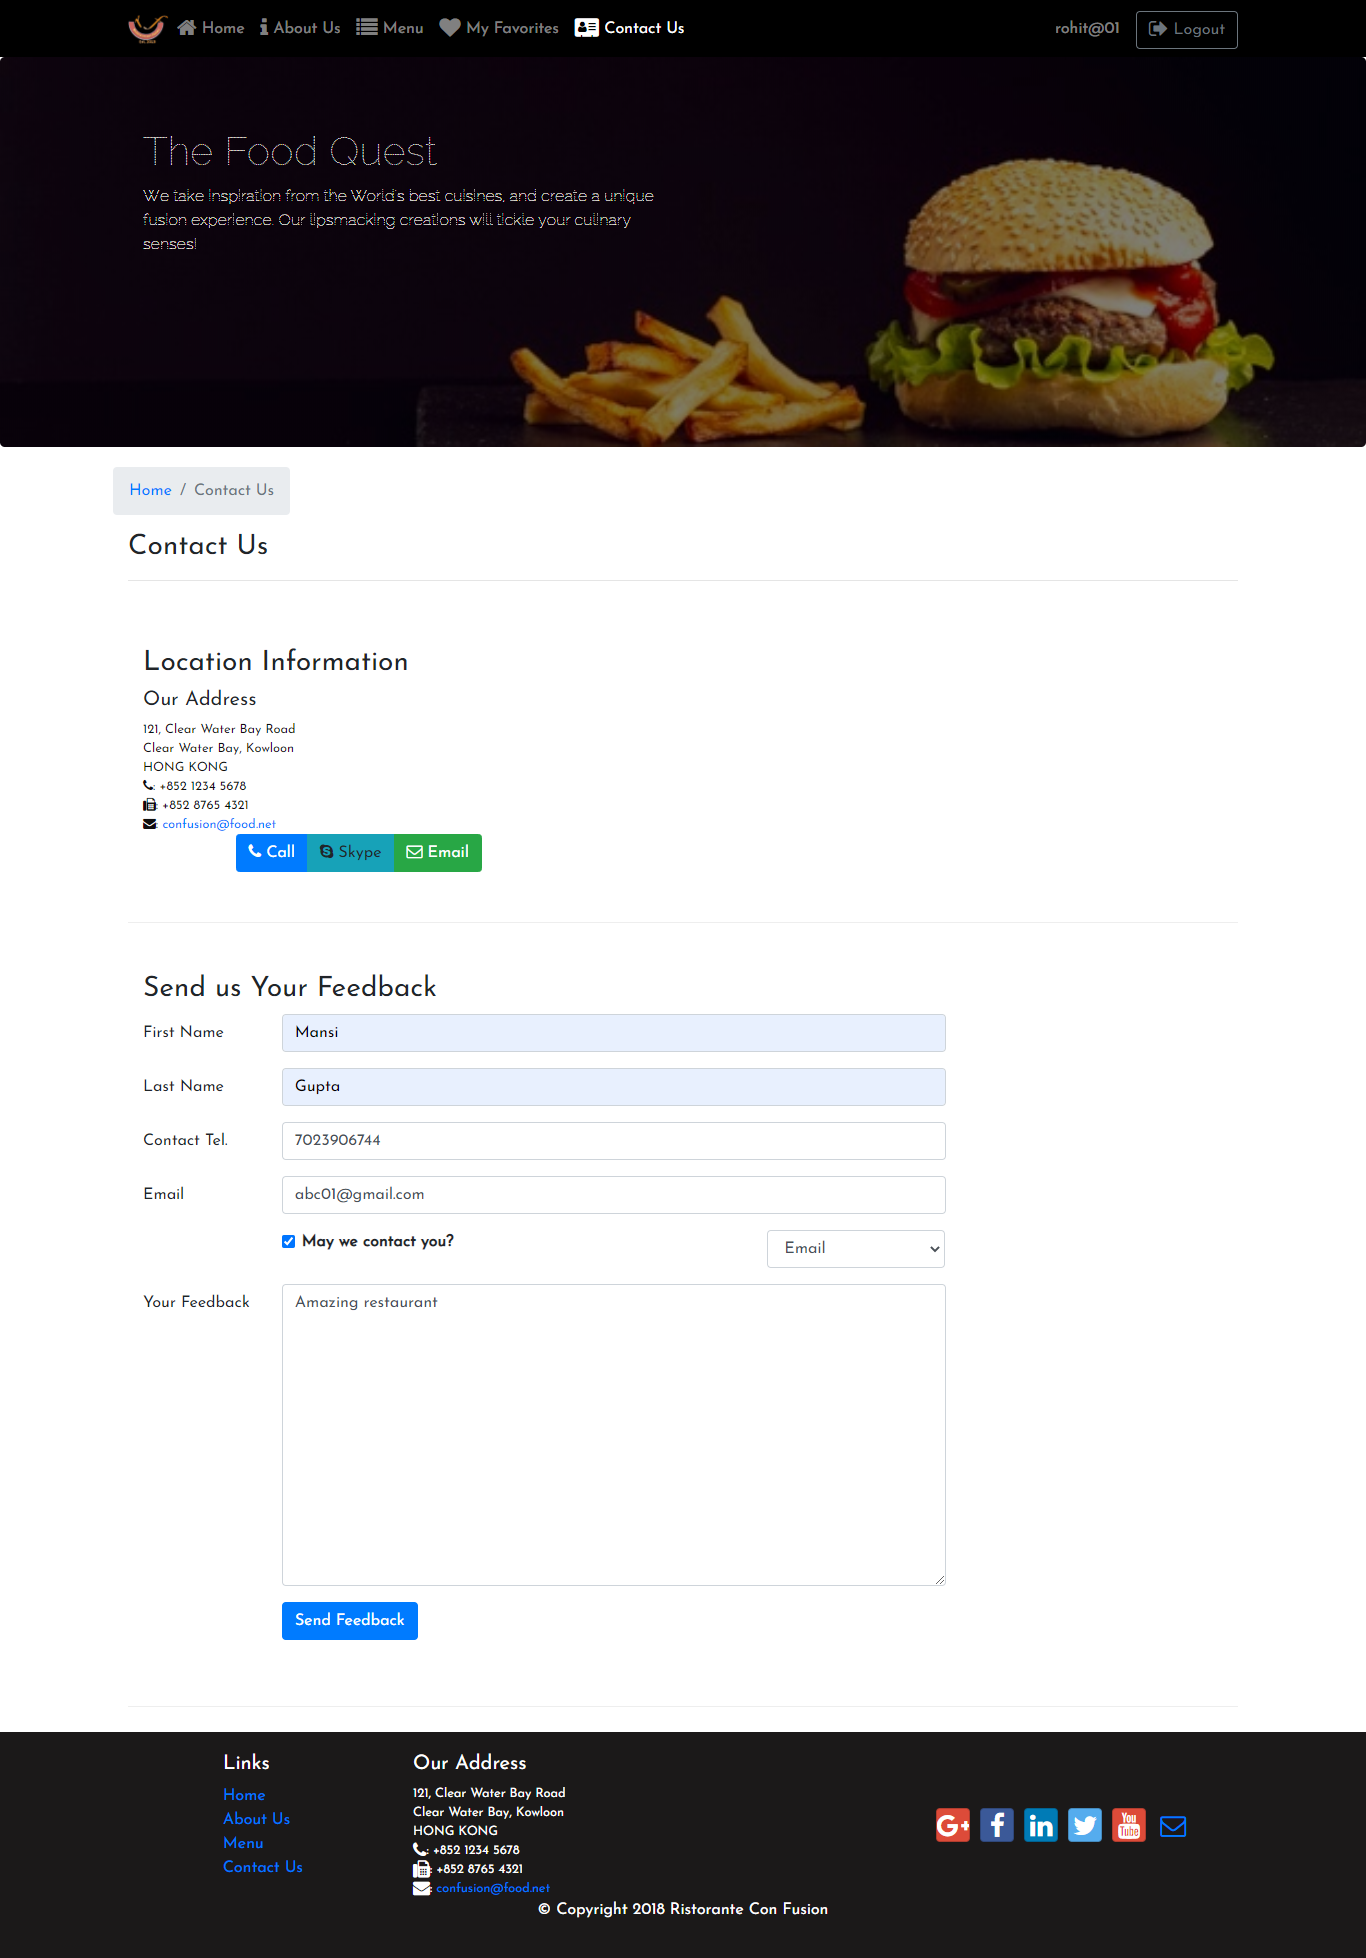 Home About Us Menu My Favorites Contact Us rohit@01 Logout
The Food Quest
We take inspiration from the World's best cuisines, and create a unique
fusion experience. Our lipsmacking creations will tickle your culinary
senses!
Home / Contact Us
Contact Us
Location Information
Our Address
121, Clear Water Bay Road
Clear Water Bay, Kowloon
HONG KONG
: +852 1234 5678
: +852 8765 4321
: confusion@food.net
Call Skype Email
Send us Your Feedback
First Name Mansi
Last Name Gupta
Contact Tel. 7023906744
Email abc01@gmail.com
May we contact you? Email
Your Feedback Amazing restaurant
Send Feedback
Links
Home
About Us
Menu
Contact Us
Our Address
121, Clear Water Bay Road
Clear Water Bay, Kowloon
HONG KONG
: +852 1234 5678
: +852 8765 4321
: confusion@food.net
G+ f in You Tube
© Copyright 2018 Ristorante Con Fusion